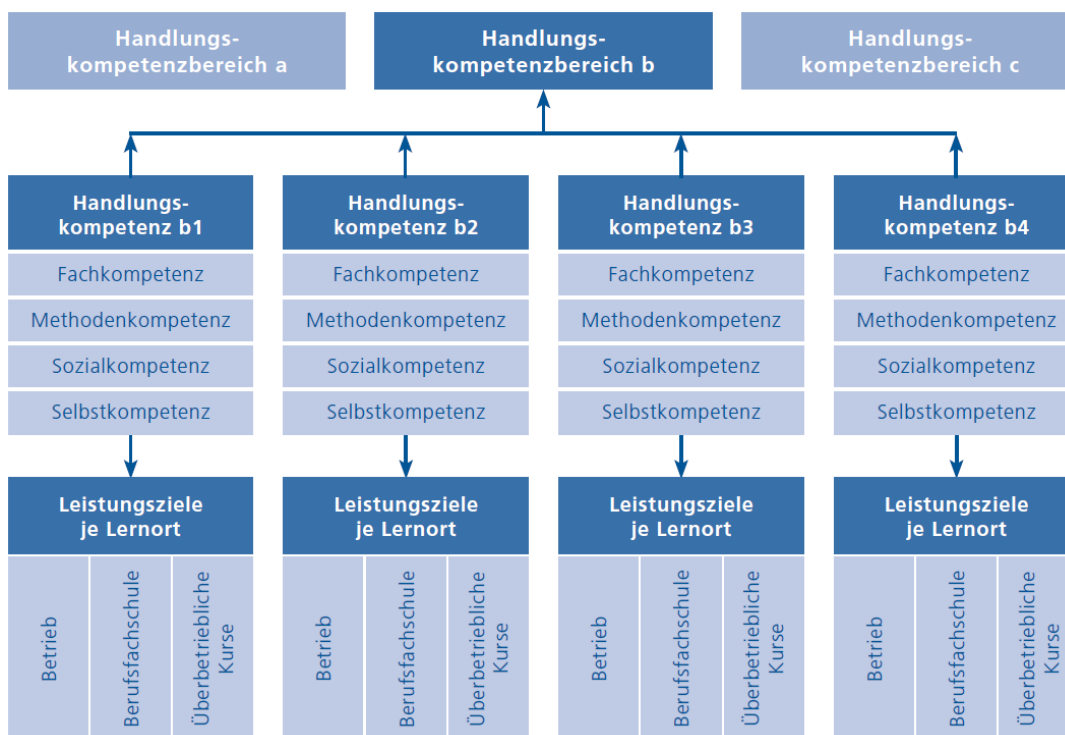 Handlungs-
kompetenzbereich a
Handlungs-
kompetenzbereich b
Handlungs-
kompetenzbereich c
Handlungs-
kompetenz b1
Handlungs-
kompetenz b2
Handlungs-
kompetenz b3
Handlungs-
kompetenz b4
Fachkompetenz
Fachkompetenz
Fachkompetenz
Fachkompetenz
Methodenkompetenz
Methodenkompetenz
Methodenkompetenz
Methodenkompetenz
Sozialkompetenz
Sozialkompetenz
Sozialkompetenz
Sozialkompetenz
Selbstkompetenz
Selbstkompetenz
Selbstkompetenz
Selbstkompetenz
Leistungsziele
je Lernort
Leistungsziele
je Lernort
Leistungsziele
je Lernort
Leistungsziele
je Lernort
Betrieb
Berufsfachschule
Überbetriebliche
Kurse
Betrieb
Berufsfachschule
Überbetriebliche
Kurse
Betrieb
Berufsfachschule
Überbetriebliche
Kurse
Betrieb
Berufsfachschule
Überbetriebliche
Kurse